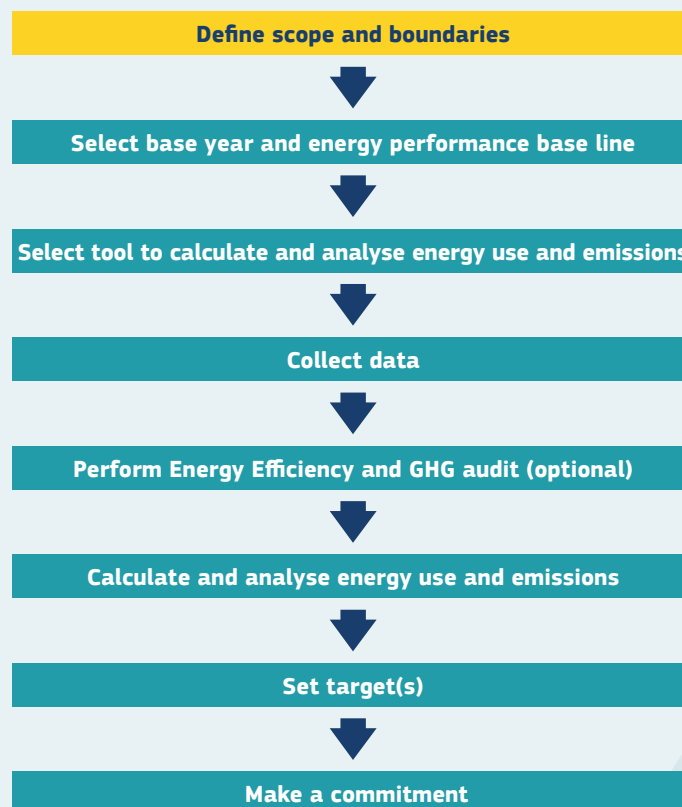 Define scope and boundaries
Select base year and energy performance base line
Select tool to calculate and analyse energy use and emissions
Collect data
Perform Energy Efficiency and GHG audit (optional)
Calculate and analyse energy use and emissions
Set target(s)
Make a commitment